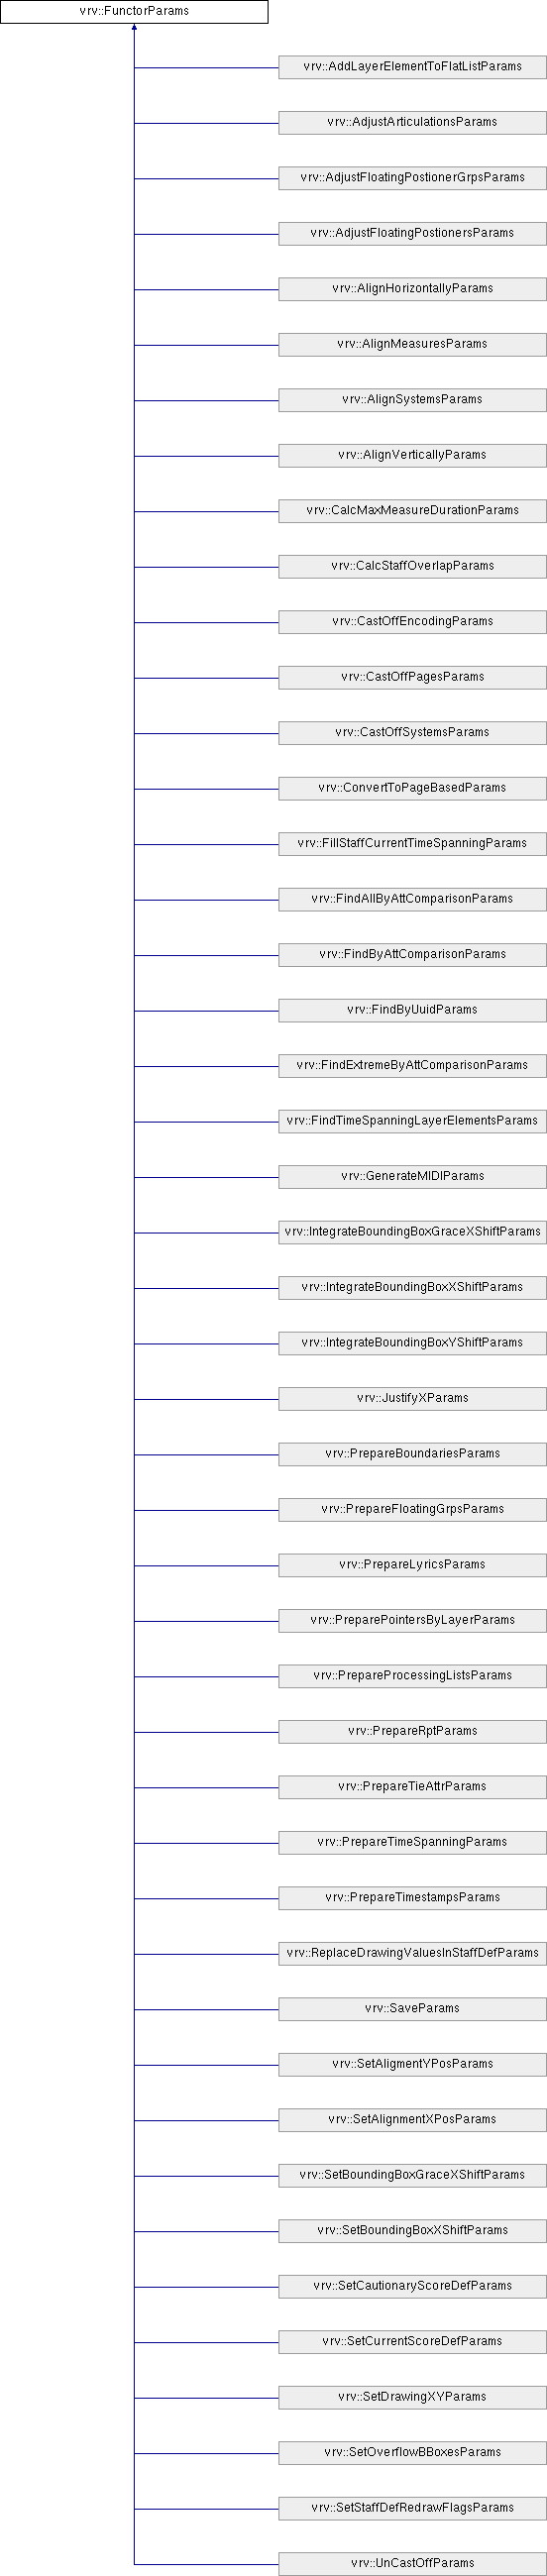 vrv::FunctorParams
vrv::AddLayerElementToFlatListParams
vrv::AdjustArticulationsParams
vrv::AdjustFloatingPostionerGrpsParams
vrv::AdjustFloatingPostionersParams
vrv::AlignHorizontallyParams
vrv::AlignMeasuresParams
vrv::AlignSystemsParams
vrv::AlignVerticallyParams
vrv::CalcMaxMeasureDurationParams
vrv::CalcStaffOverlapParams
vrv::CastOffEncodingParams
vrv::CastOffPagesParams
vrv::CastOffSystemsParams
vrv::ConvertToPageBasedParams
vrv::FillStaffCurrentTimeSpanningParams
vrv::FindAllByAttComparisonParams
vrv::FindByAttComparisonParams
vrv::FindByUuidParams
vrv::FindExtremeByAttComparisonParams
vrv::FindTimeSpanningLayerElementsParams
vrv::GenerateMIDIParams
vrv::IntegrateBoundingBoxGraceXShiftParams
vrv::IntegrateBoundingBoxXShiftParams
vrv::IntegrateBoundingBoxYShiftParams
vrv::JustifyXParams
vrv::PrepareBoundariesParams
vrv::PrepareFloatingGrpsParams
vrv::PrepareLyricsParams
vrv::PreparePointersByLayerParams
vrv::PrepareProcessingListsParams
vrv::PrepareRptParams
vrv::PrepareTieAttrParams
vrv::PrepareTimeSpanningParams
vrv::PrepareTimestampsParams
vrv::ReplaceDrawingValuesInStaffDefParams
vrv::SaveParams
vrv::SetAligmentYPosParams
vrv::SetAlignmentXPosParams
vrv::SetBoundingBoxGraceXShiftParams
vrv::SetBoundingBoxXShiftParams
vrv::SetCautionaryScoreDefParams
vrv::SetCurrentScoreDefParams
vrv::SetDrawingXYParams
vrv::SetOverflowBBoxesParams
vrv::SetStaffDefRedrawFlagsParams
vrv::UnCastOffParams